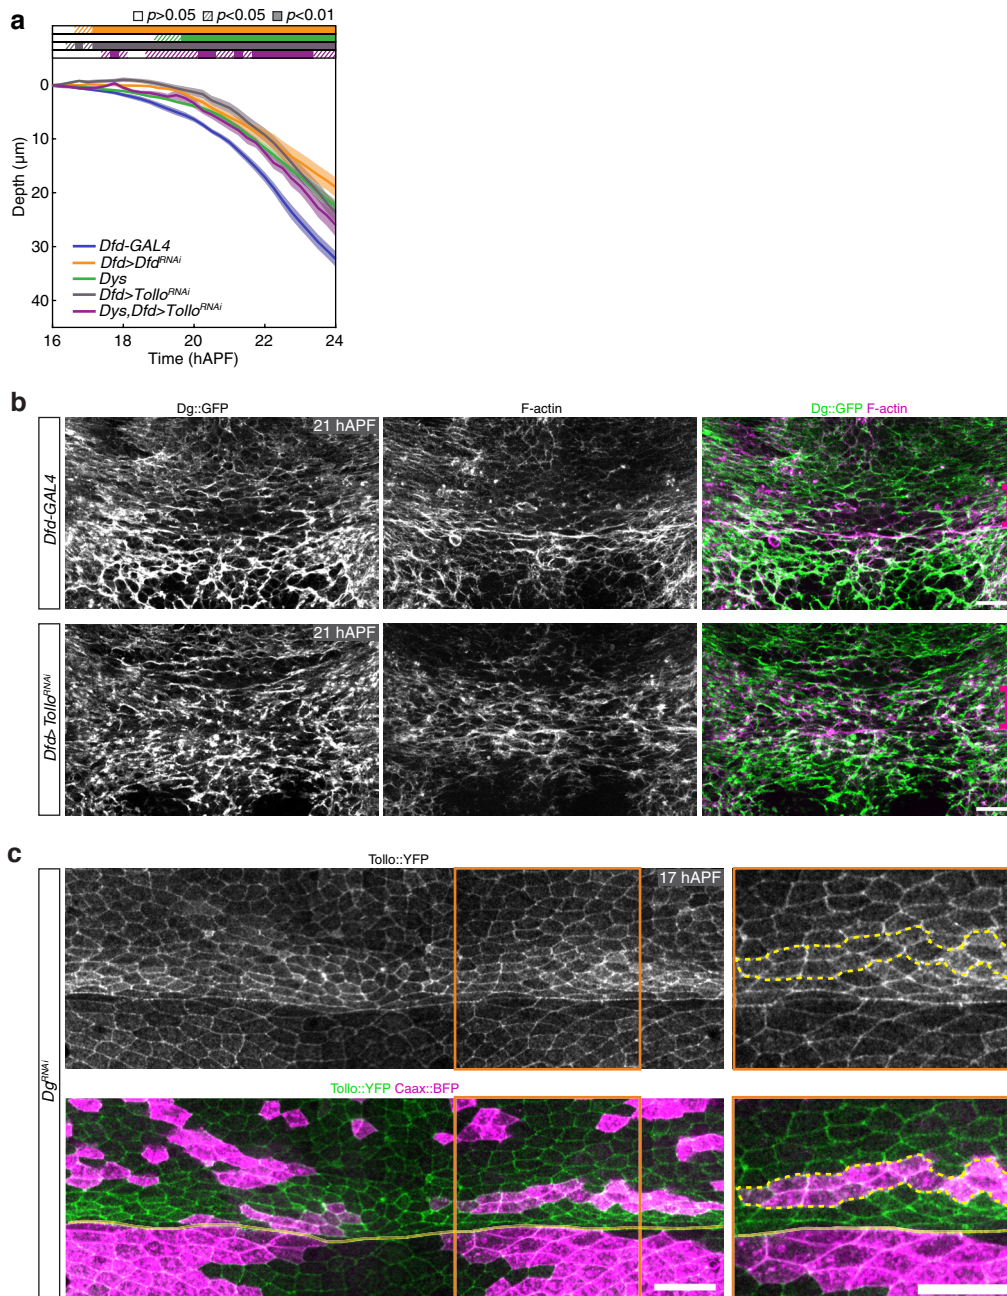 a
p>0.05 p<0.05 p<0.01
0
10
20
30
40
Depth (µm)
Dfd-GAL4
Dfd>Dfd^RNAi
Dys
Dfd>Tollo^RNAi
Dys,Dfd>Tollo^RNAi
16 18 20 22 24
Time (hAPF)
b
Dg::GFP F-actin Dg::GFP F-actin
Dfd-GAL4
21 hAPF
Dfd>Tollo^RNAi
21 hAPF
c
Tollo::YFP
17 hAPF
Dg^RNAi
Tollo::YFP Caax::BFP